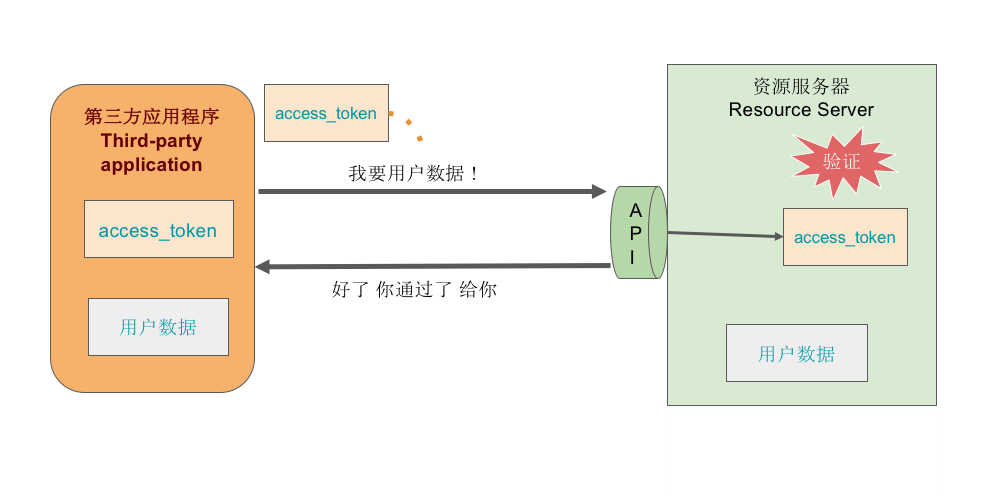 第三方应用程序
Third-party
application
access_token
用户数据
access_token
我要用户数据！
好了 你通过了 给你
A
P
I
资源服务器
Resource Server
验证
access_token
用户数据